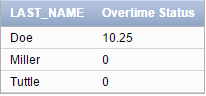 LAST_NAME Overtime Status
Doe 10.25
Miller 0
Tuttle 0